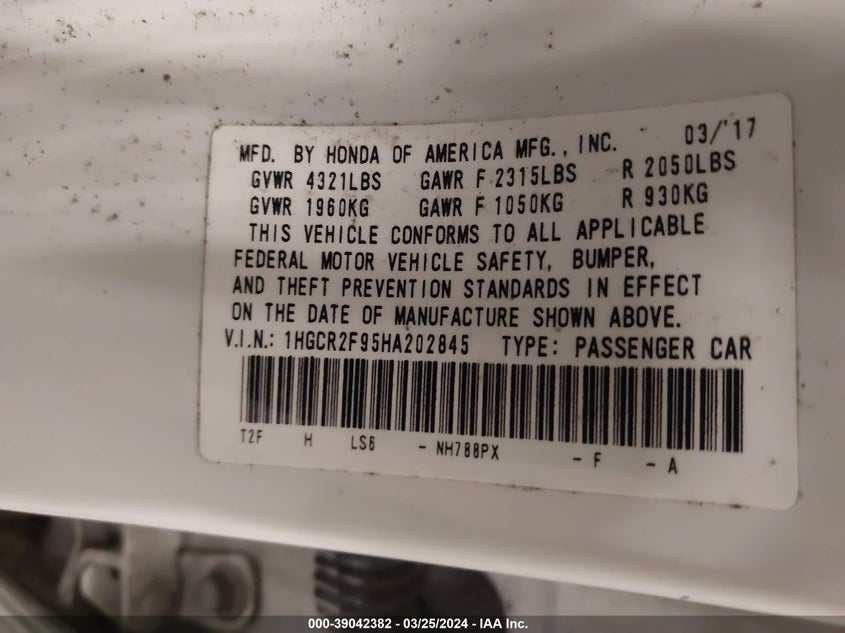 MFD. BY HONDA OF AMERICA MFG., INC. 03/'17
GVWR 4321LBS GAWR F 2315LBS R 2050LBS
GVWR 1960KG GAWR F 1050KG R 930KG
THIS VEHICLE CONFORMS TO ALL APPLICABLE
FEDERAL MOTOR VEHICLE SAFETY, BUMPER,
AND THEFT PREVENTION STANDARDS IN EFFECT
ON THE DATE OF MANUFACTURE SHOWN ABOVE.
V.I.N.: 1HGCR2F95HA202845 TYPE: PASSENGER CAR
T2F H LS6 - NH788PX - F - A
000-39042382 / 03/25/2024 - IAA Inc.